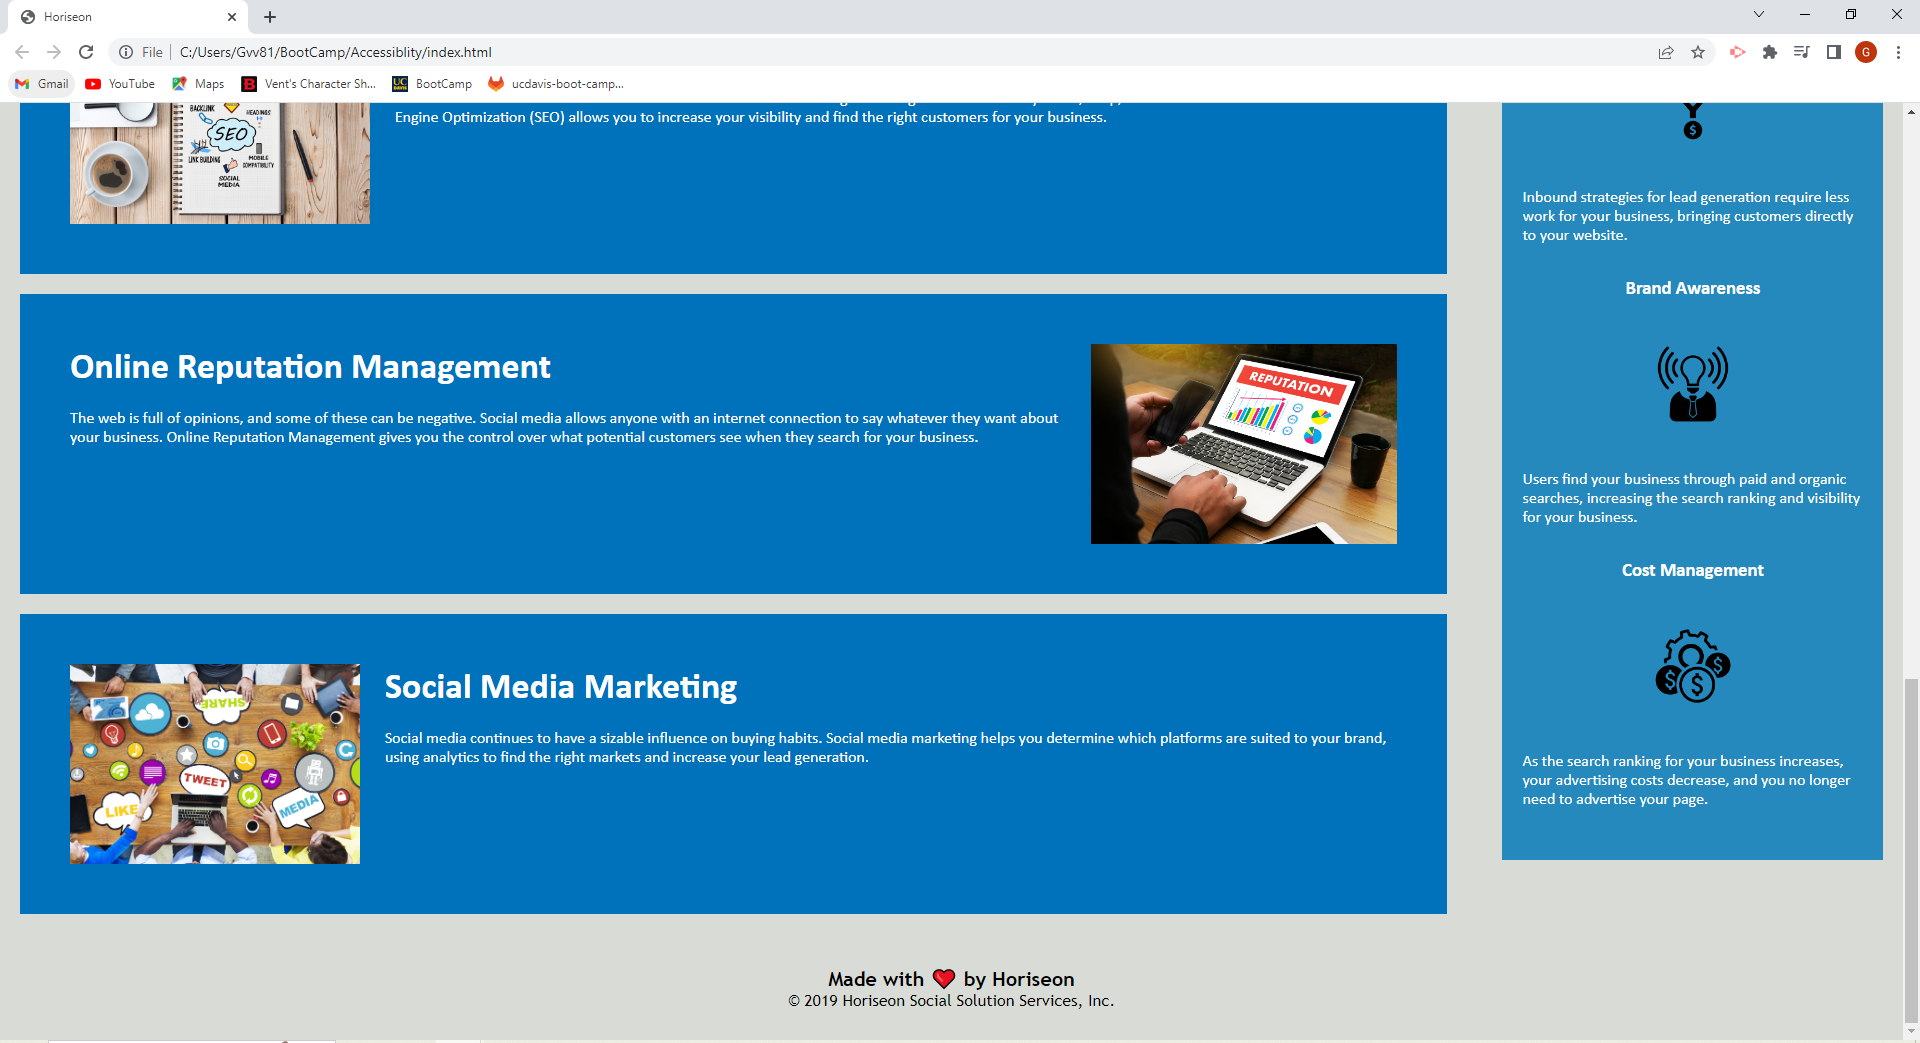 Horiseon
File
C:/Users/Gvv81/BootCamp/Accessiblity/index.html
G
Gmail
YouTube
Maps
Vent's Character Sh...
BootCamp
ucdavis-boot-camp...
BACKLINK
HEADINGS
SEO
LINK BUILDING
MOBILE COMPATIBILITY
SOCIAL MEDIA
Engine Optimization (SEO) allows you to increase your visibility and find the right customers for your business.
Online Reputation Management
The web is full of opinions, and some of these can be negative. Social media allows anyone with an internet connection to say whatever they want about
your business. Online Reputation Management gives you the control over what potential customers see when they search for your business.
REPUTATION
SHARE
TWEET
LIKE
MEDIA
Social Media Marketing
Social media continues to have a sizable influence on buying habits. Social media marketing helps you determine which platforms are suited to your brand,
using analytics to find the right markets and increase your lead generation.
Inbound strategies for lead generation require less
work for your business, bringing customers directly
to your website.
Brand Awareness
Users find your business through paid and organic
searches, increasing the search ranking and visibility
for your business.
Cost Management
As the search ranking for your business increases,
your advertising costs decrease, and you no longer
need to advertise your page.
Made with ❤ by Horiseon
© 2019 Horiseon Social Solution Services, Inc.